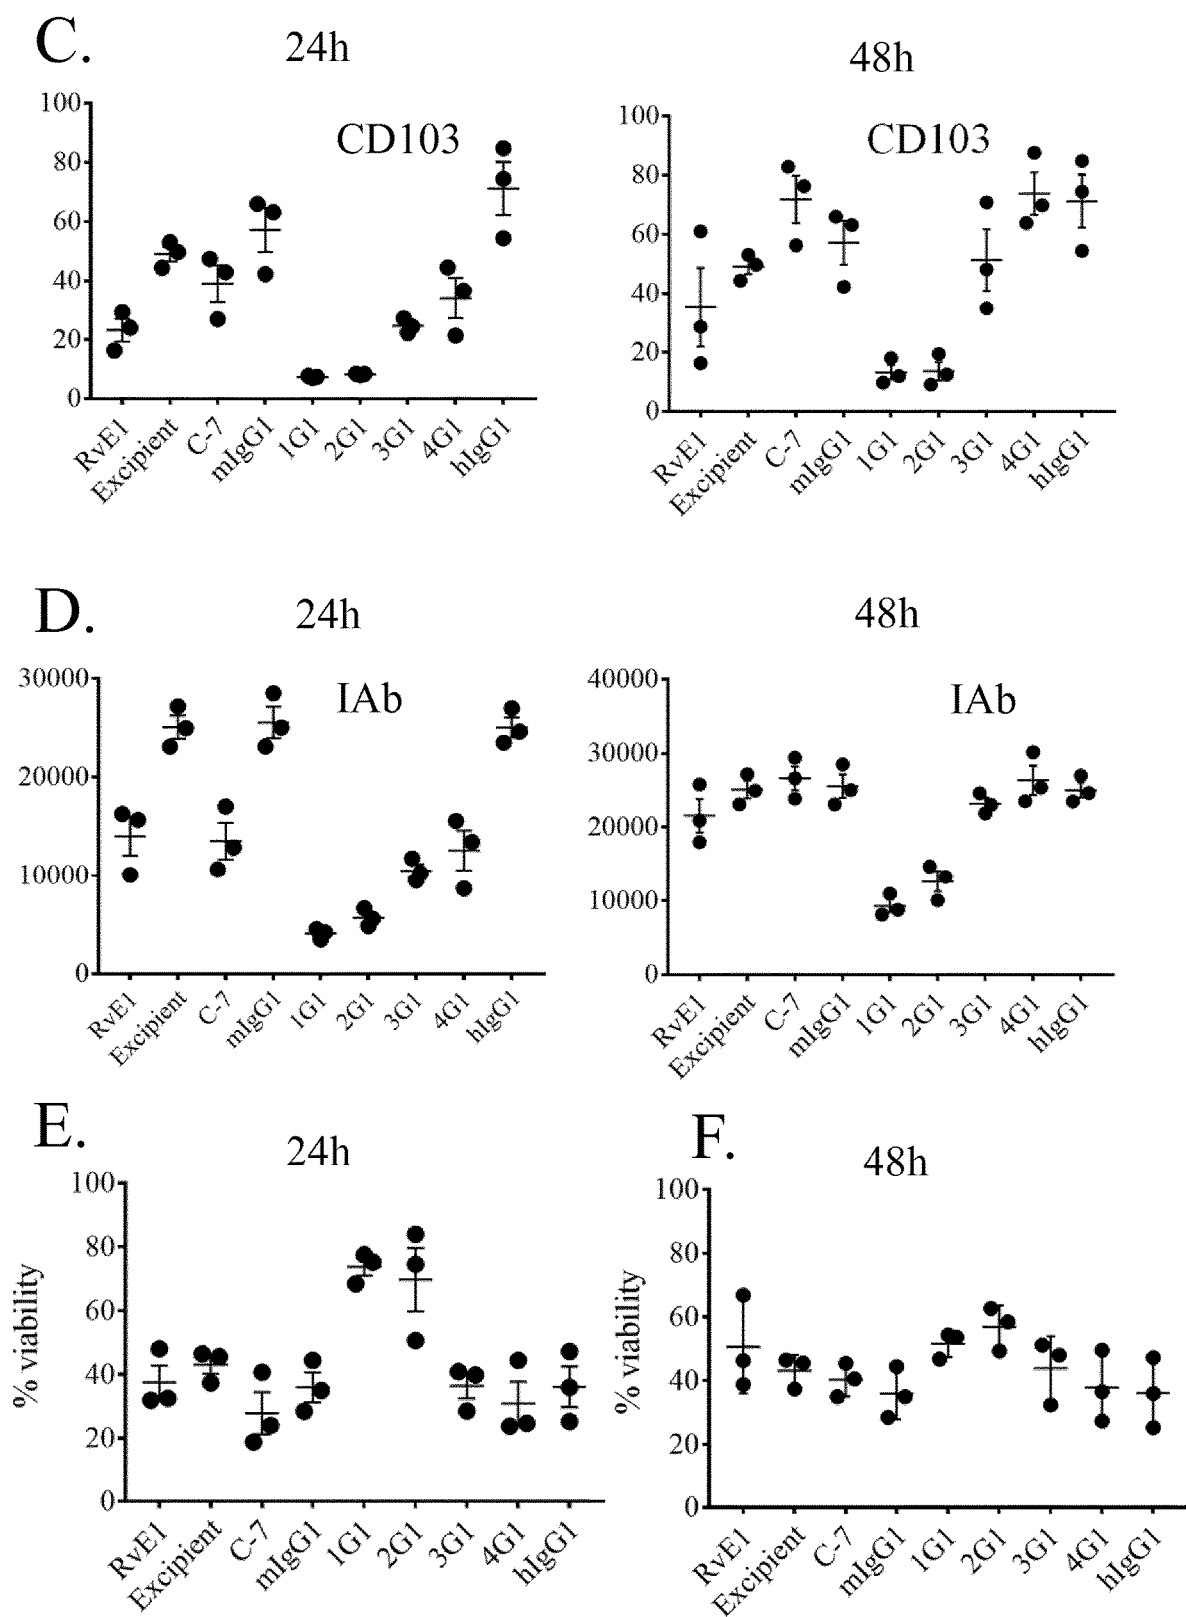 C.
24h
CD103
100
80
60
40
20
0
RvE1
Excipient
C-7
mIgG1
1G1
2G1
3G1
4G1
hIgG1
48h
CD103
100
80
60
40
20
0
RvE1
Excipient
C-7
mIgG1
1G1
2G1
3G1
4G1
hIgG1
D.
24h
IAb
30000
20000
10000
0
RvE1
Excipient
C-7
mIgG1
1G1
2G1
3G1
4G1
hIgG1
48h
IAb
40000
30000
20000
10000
0
RvE1
Excipient
C-7
mIgG1
1G1
2G1
3G1
4G1
hIgG1
E.
24h
% viability
100
80
60
40
20
0
RvE1
Excipient
C-7
mIgG1
1G1
2G1
3G1
4G1
hIgG1
F.
48h
% viability
100
80
60
40
20
0
RvE1
Excipient
C-7
mIgG1
1G1
2G1
3G1
4G1
hIgG1